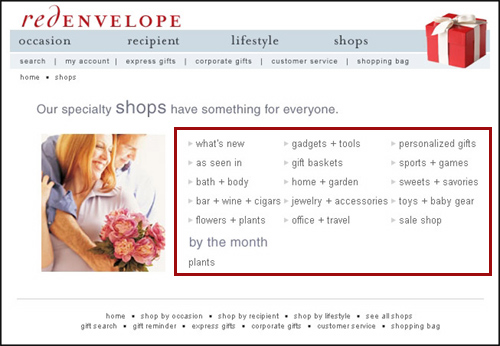 redENVELOPE
occasion recipient lifestyle shops
search | my account | express gifts | corporate gifts | customer service | shopping bag
home • shops
Our specialty shops have something for everyone.
what's new gadgets + tools personalized gifts
as seen in gift baskets sports + games
bath + body home + garden sweets + savories
bar + wine + cigars jewelry + accessories toys + baby gear
flowers + plants office + travel sale shop
by the month
plants
home • shop by occasion • shop by recipient • shop by lifestyle • see all shops
gift search • gift reminder • express gifts • corporate gifts • customer service • shopping bag